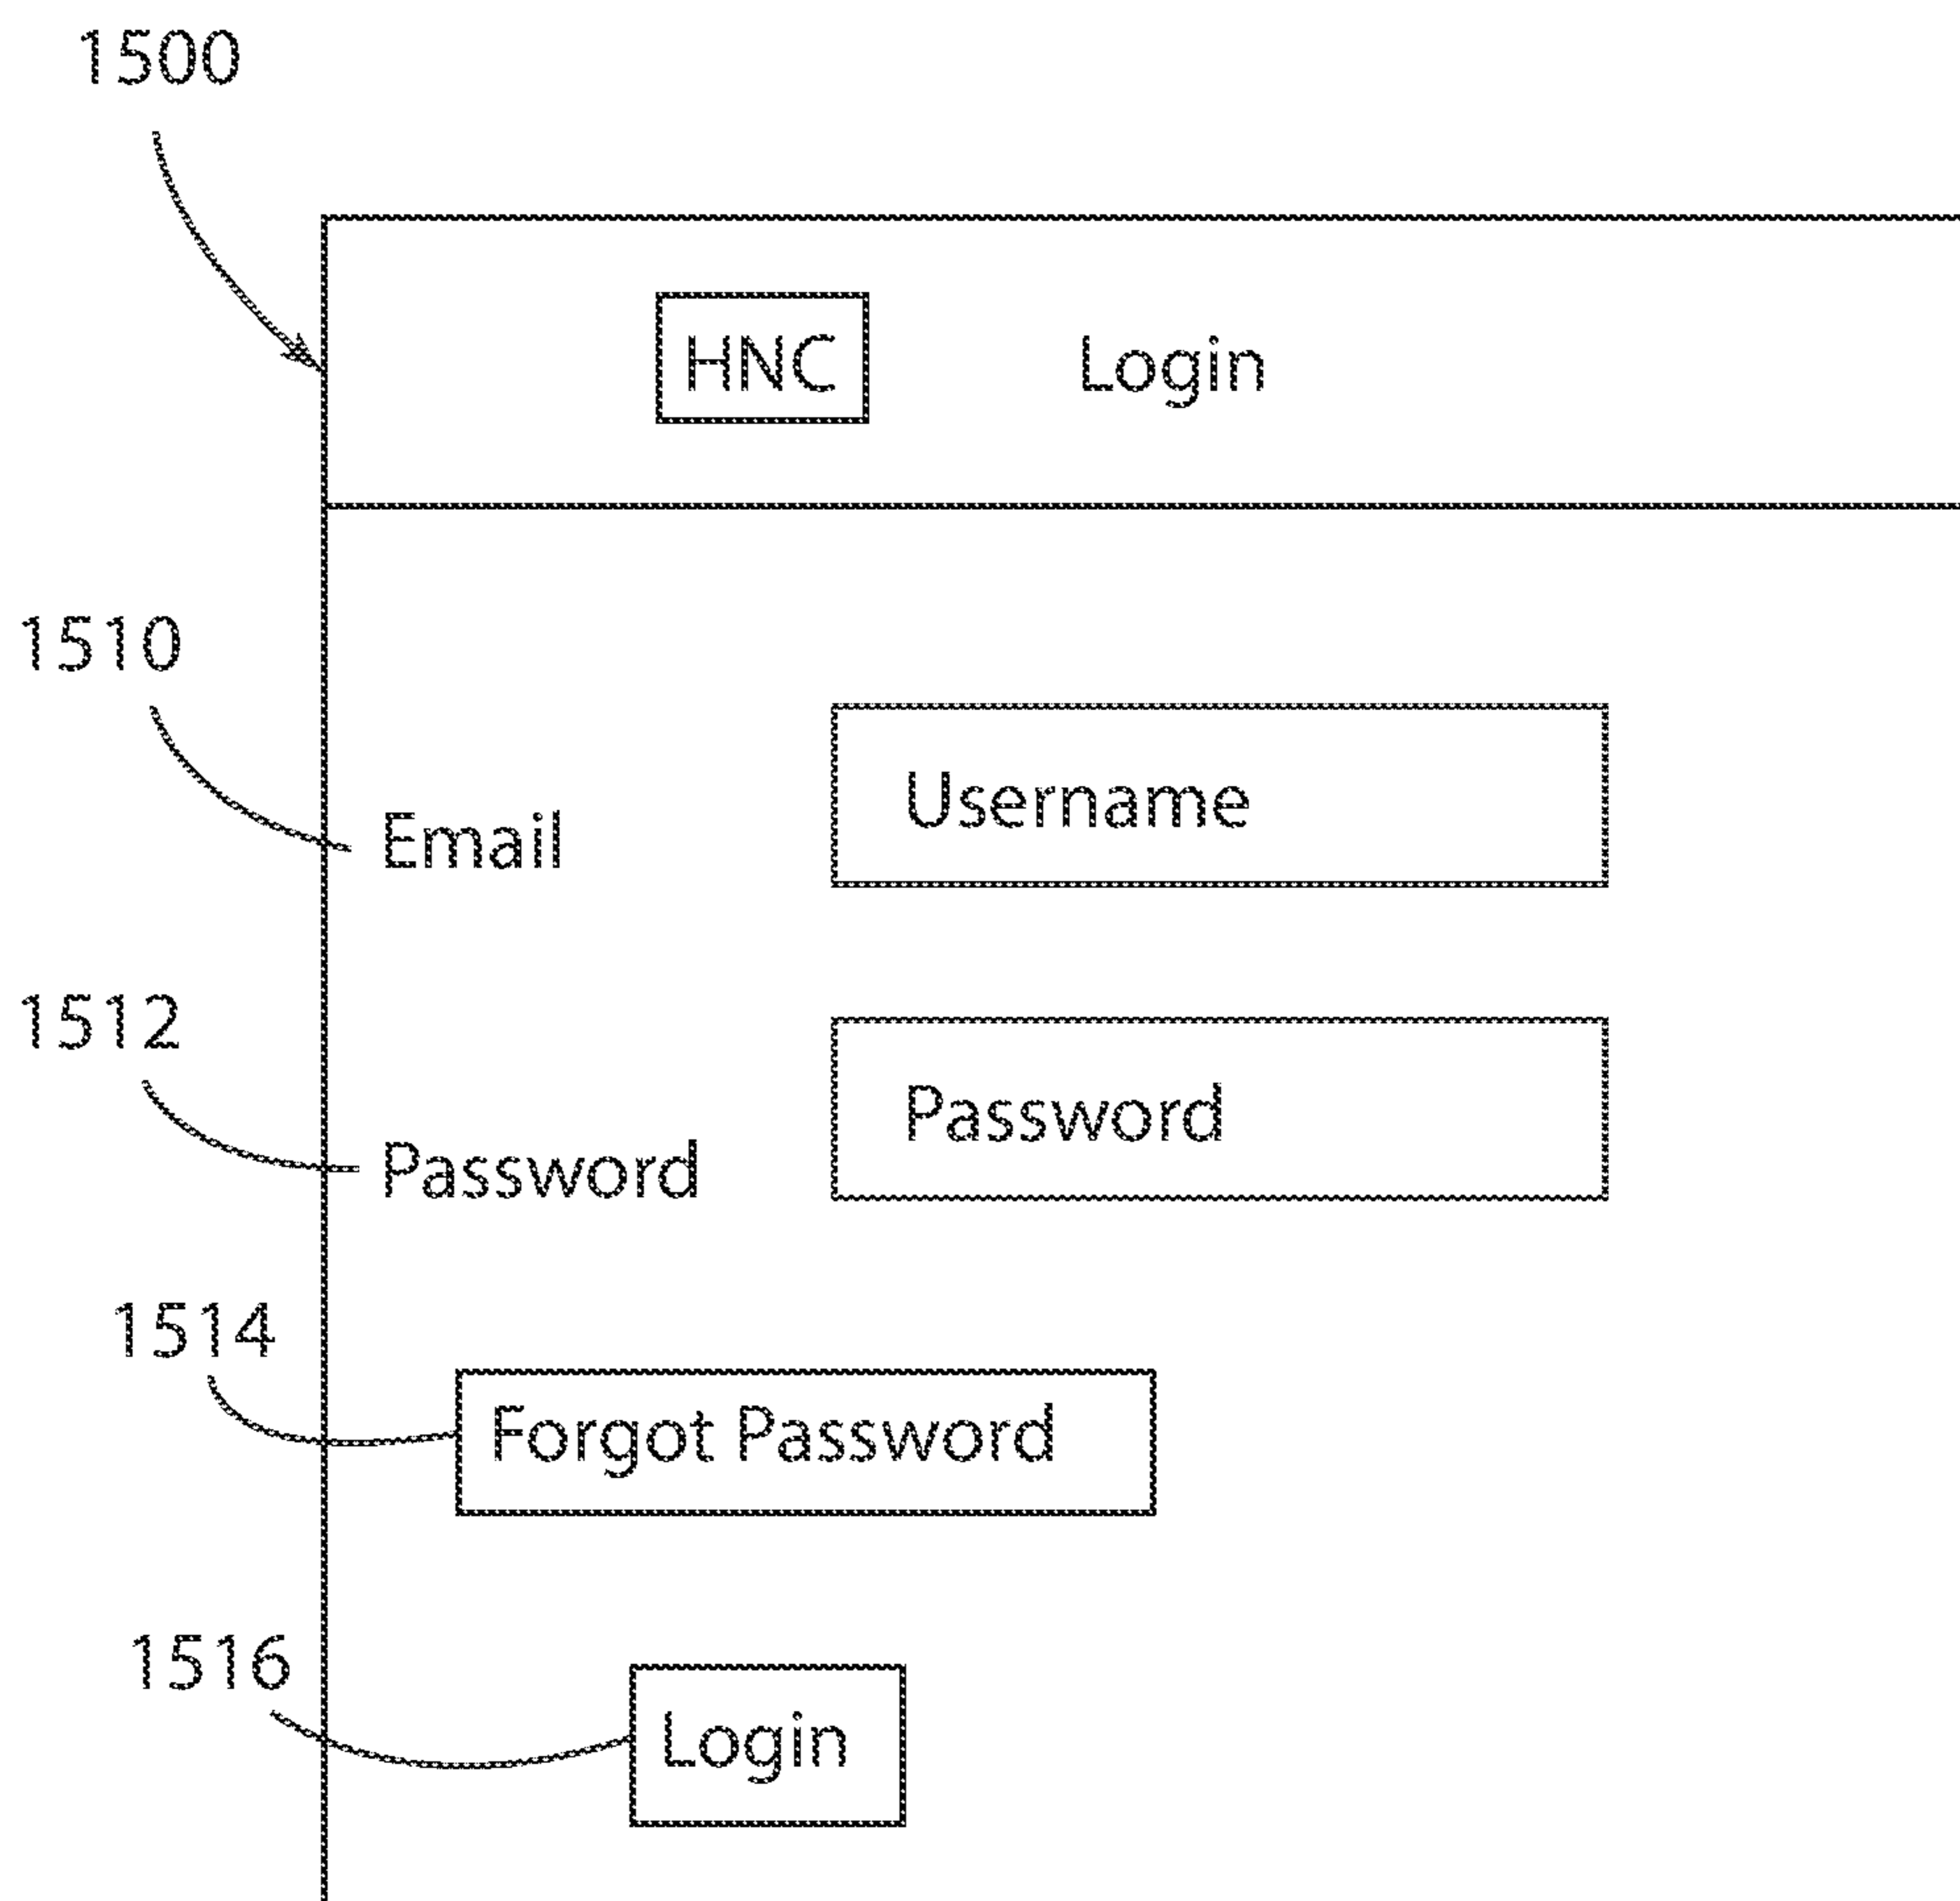 1500
HNC Login
1510
Email Username
1512
Password Password
1514
Forgot Password
1516
Login